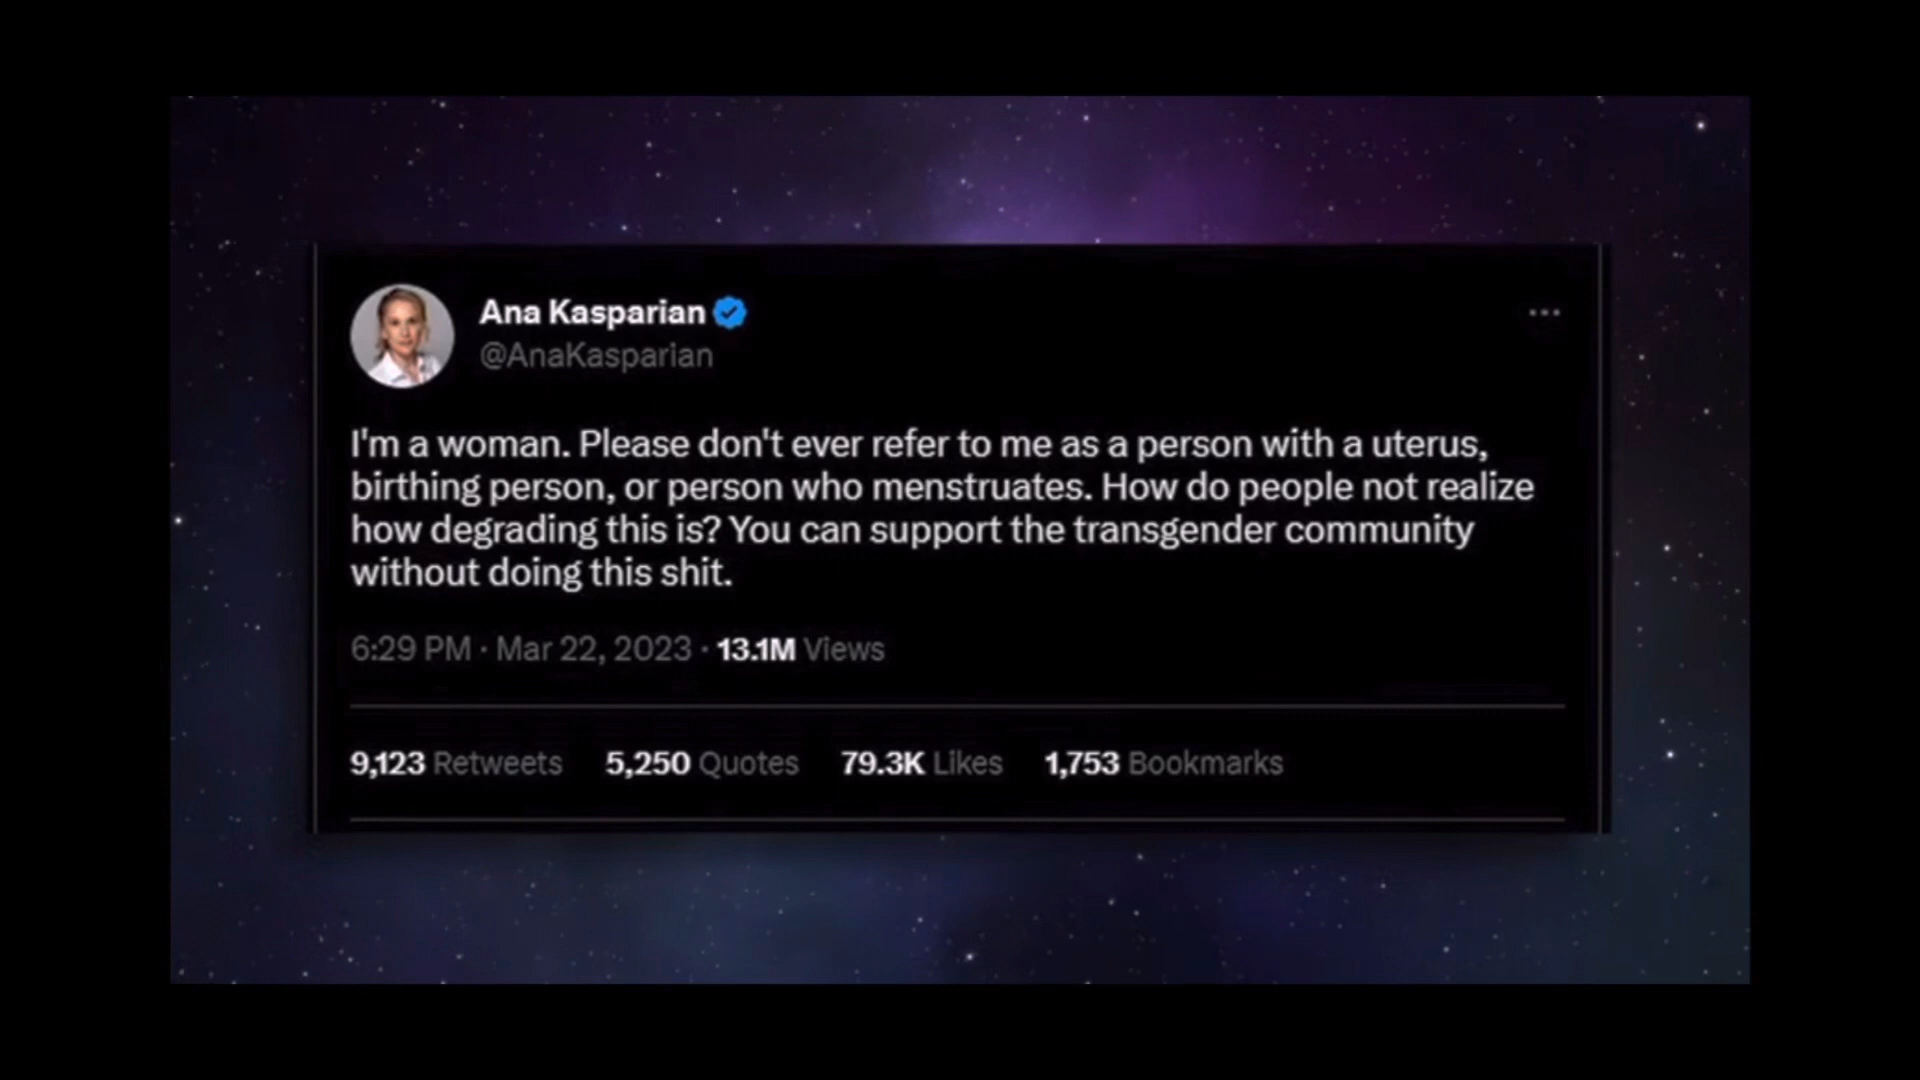 Ana Kasparian
@AnaKasparian
I'm a woman. Please don't ever refer to me as a person with a uterus,
birthing person, or person who menstruates. How do people not realize
how degrading this is? You can support the transgender community
without doing this shit.
6:29 PM · Mar 22, 2023 · 13.1M Views
9,123 Retweets 5,250 Quotes 79.3K Likes 1,753 Bookmarks